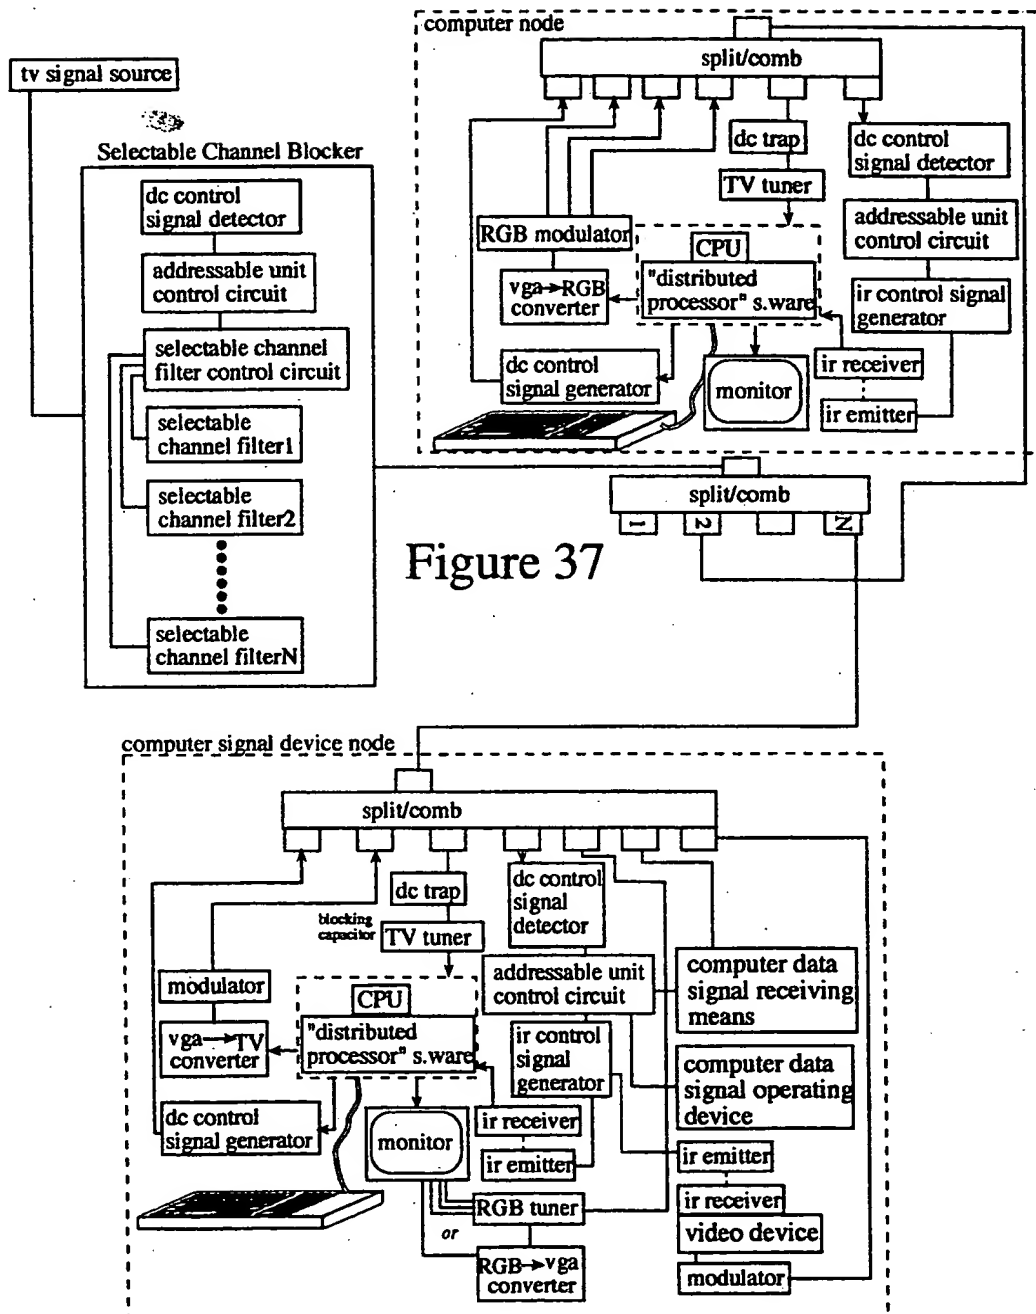 computer node
split/comb
tv signal source
Selectable Channel Blocker
dc control
signal detector
addressable unit
control circuit
selectable channel
filter control circuit
selectable
channel filter1
selectable
channel filter2
selectable
channel filterN
dc trap
TV tuner
dc control
signal detector
addressable unit
control circuit
ir control signal
generator
RGB modulator
CPU
"distributed
processor" s.ware
vga→RGB
converter
dc control
signal generator
monitor
ir receiver
ir emitter
split/comb
1
2
N
Figure 37
computer signal device node
split/comb
dc trap
blocking
capacitor
TV tuner
dc control
signal
detector
modulator
CPU
"distributed
processor" s.ware
vga→TV
converter
addressable unit
control circuit
ir control
signal
generator
computer data
signal receiving
means
computer data
signal operating
device
dc control
signal generator
monitor
ir receiver
ir emitter
ir emitter
ir receiver
video device
modulator
RGB tuner
or
RGB→vga
converter